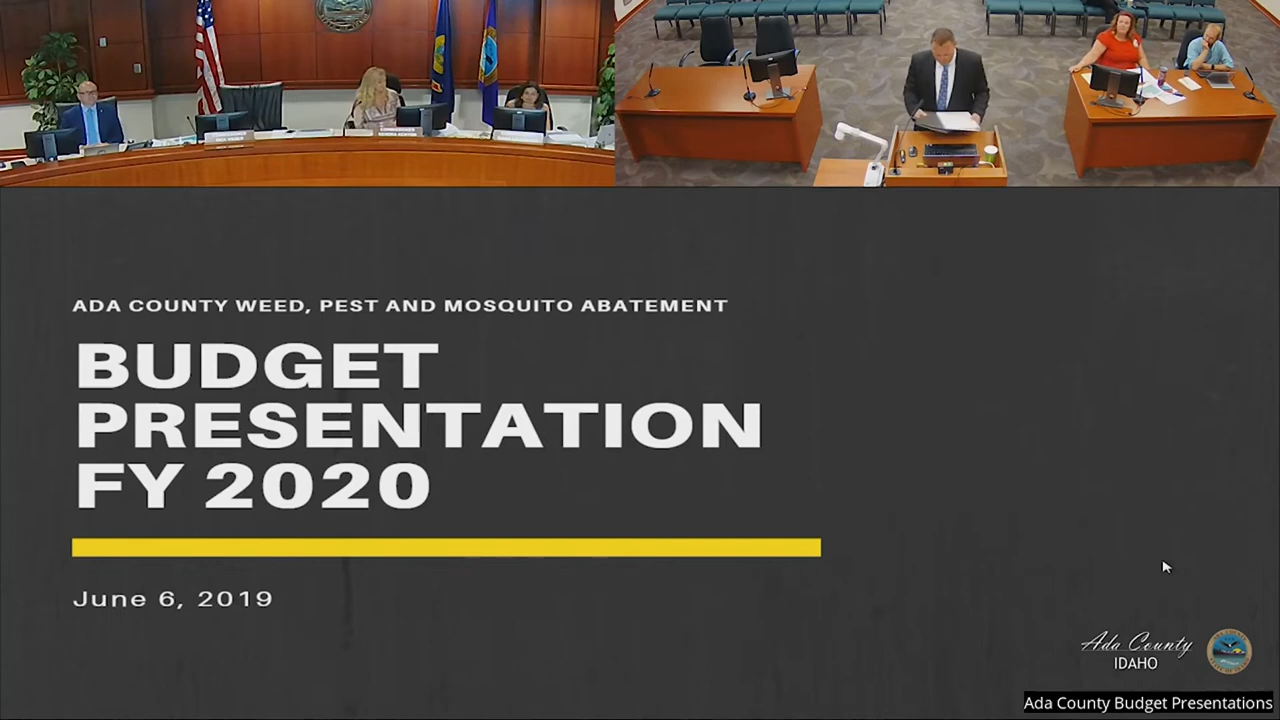 ADA COUNTY WEED, PEST AND MOSQUITO ABATEMENT
BUDGET
PRESENTATION
FY 2020
June 6, 2019
Ada County
IDAHO
Ada County Budget Presentations